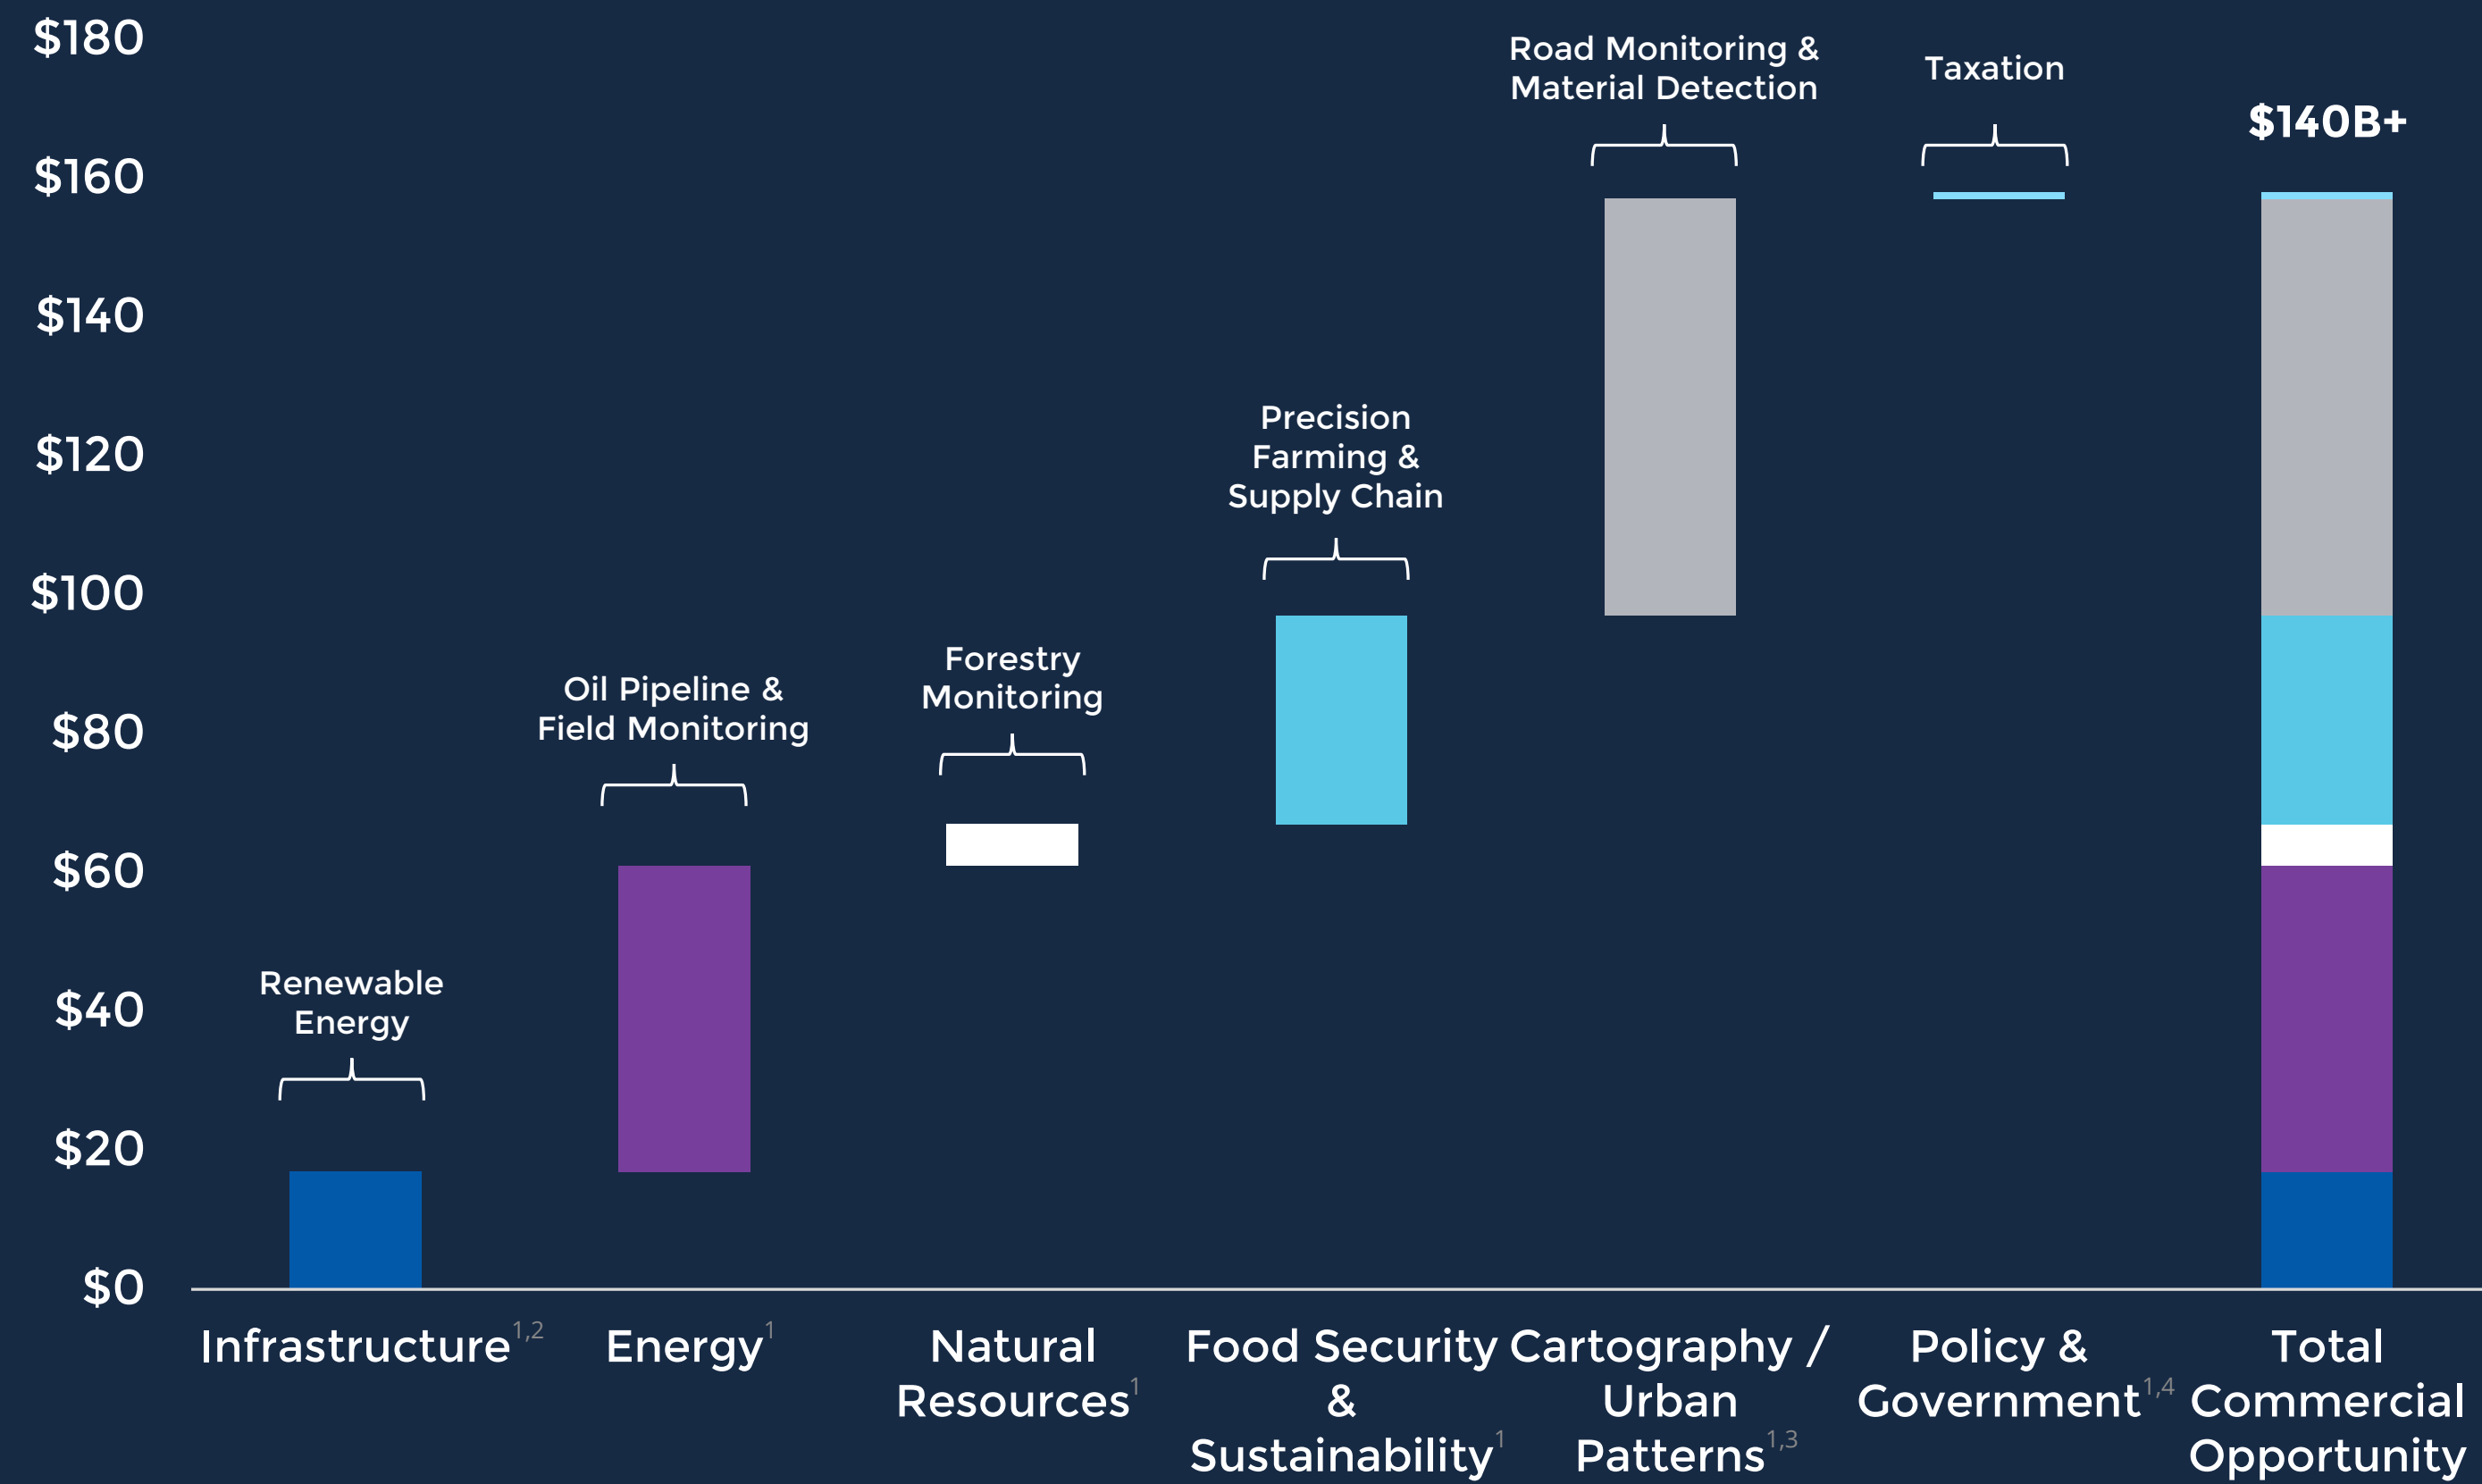 $180
$160
$140
$120
$100
$80
$60
$40
$20
$0
Renewable
Energy
Oil Pipeline &
Field Monitoring
Forestry
Monitoring
Precision
Farming &
Supply Chain
Road Monitoring &
Material Detection
Taxation
$140B+
Infrastructure1,2
Energy1
Natural
Resources1
Food Security
&
Sustainability1
Cartography /
Urban
Patterns1,3
Policy &
Government1,4
Total
Commercial
Opportunity